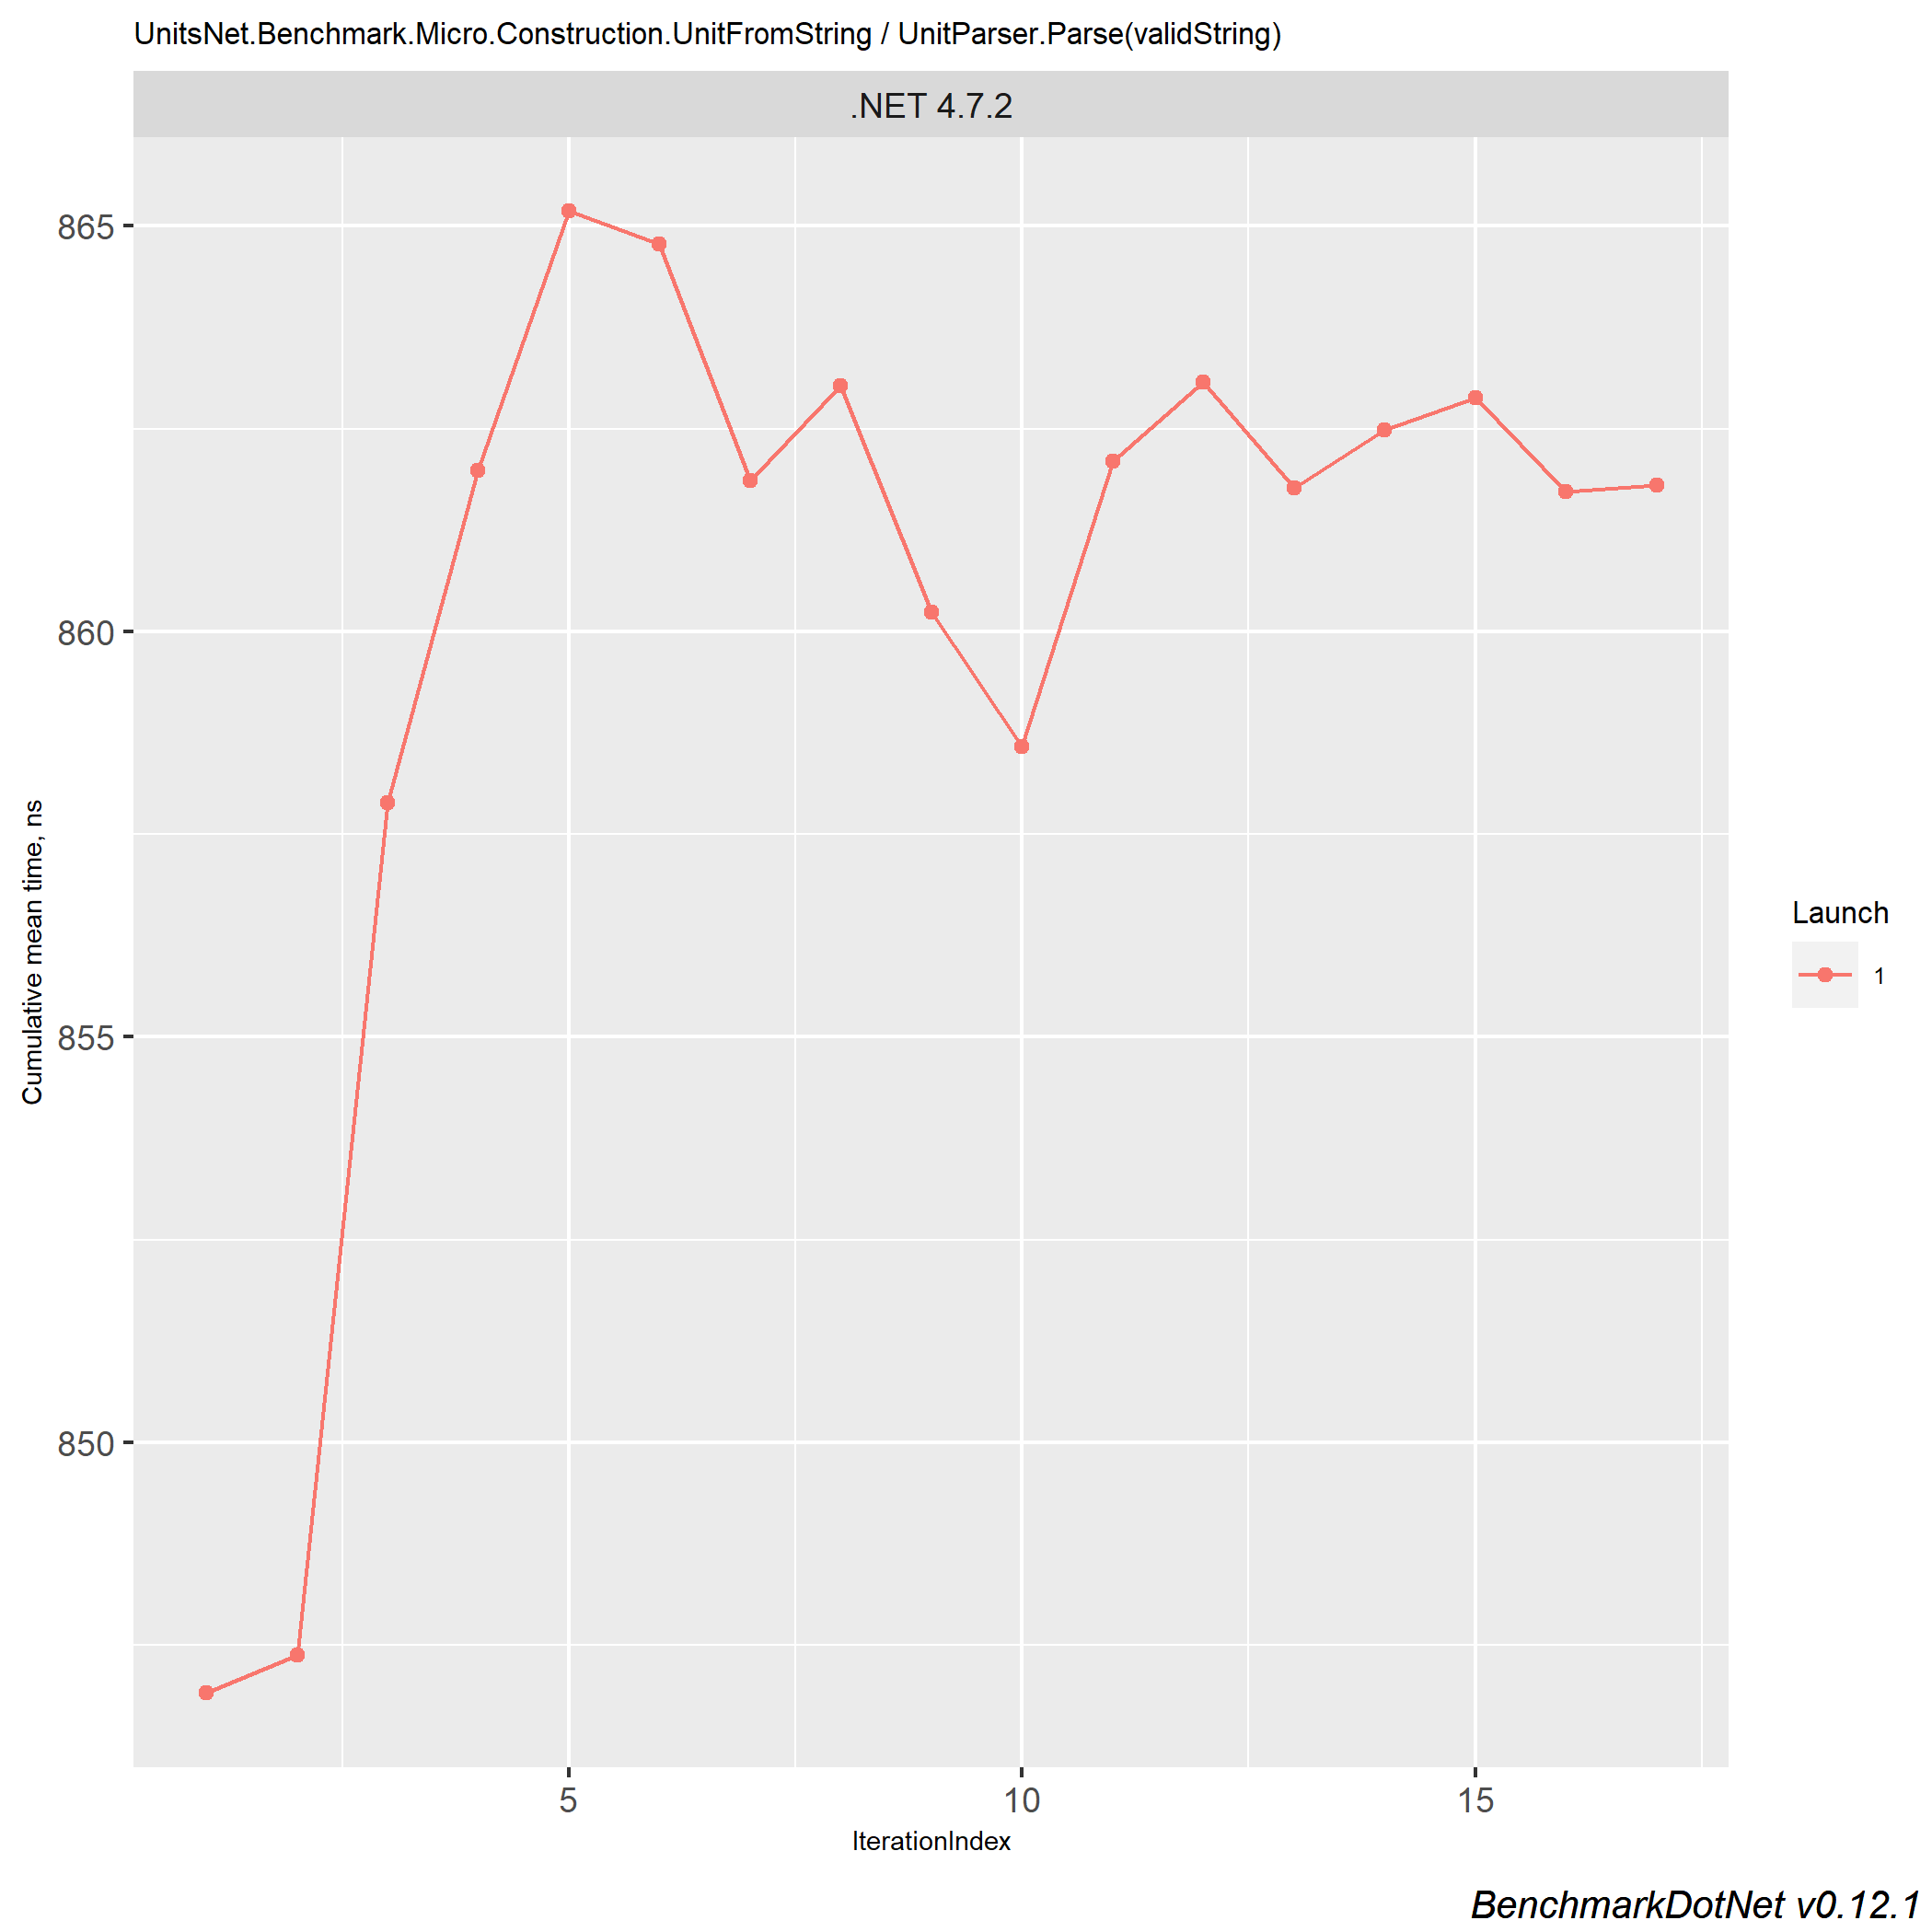 UnitsNet.Benchmark.Micro.Construction.UnitFromString / UnitParser.Parse(validString)
.NET 4.7.2
865
860
855
850
Cumulative mean time, ns
5 10 15
IterationIndex
Launch
1
BenchmarkDotNet v0.12.1